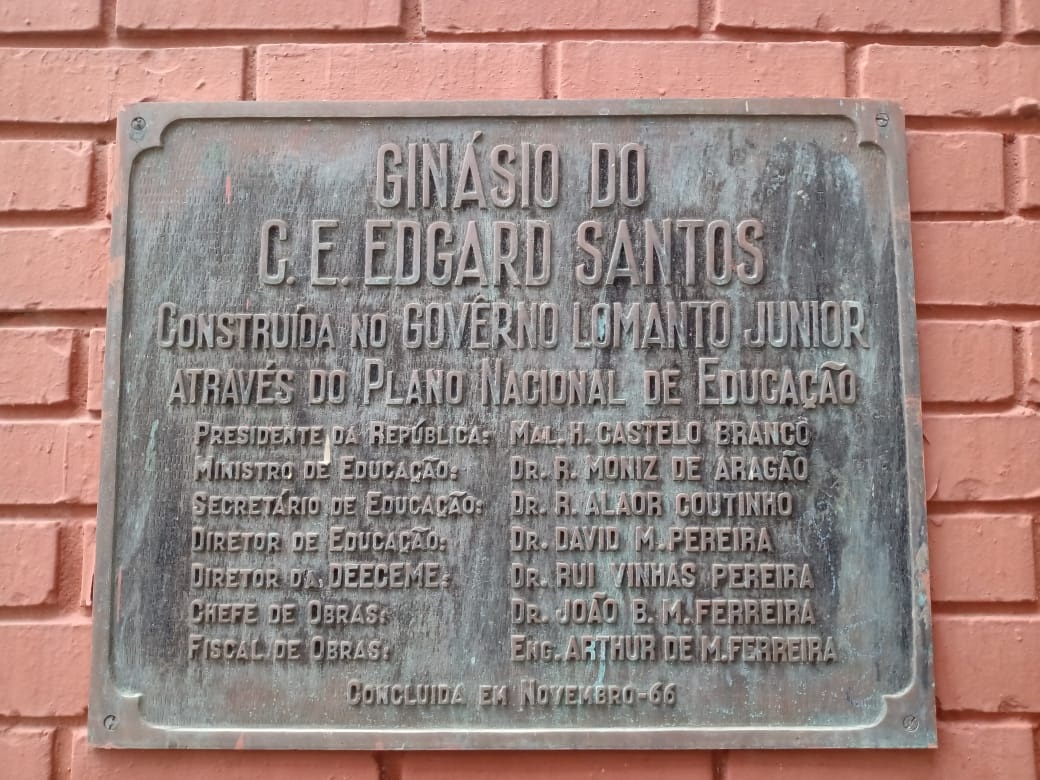 GINÁSIO DO
C. E. EDGARD SANTOS
CONSTRUÍDA NO GOVÊRNO LOMANTO JUNIOR
ATRAVÉS DO PLANO NACIONAL DE EDUCAÇÃO
PRESIDENTE DA REPÚBLICA: MAL. H. CASTELO BRANCO
MINISTRO DE EDUCAÇÃO: DR. R. MONIZ DE ARAGÃO
SECRETÁRIO DE EDUCAÇÃO: DR. R. ALAOR COUTINHO
DIRETOR DE EDUCAÇÃO: DR. DAVID M. PEREIRA
DIRETOR DA DEECEME: DR. RUI VINHAS PEREIRA
CHEFE DE OBRAS: DR. JOÃO B. M. FERREIRA
FISCAL DE OBRAS: ENG. ARTHUR DE M. FERREIRA
CONCLUIDA EM NOVEMBRO-66